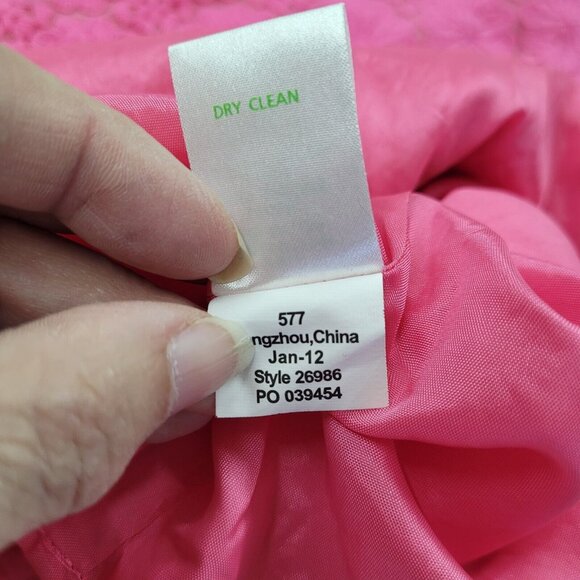 DRY CLEAN
577
ngzhou,China
Jan-12
Style 26986
PO 039454